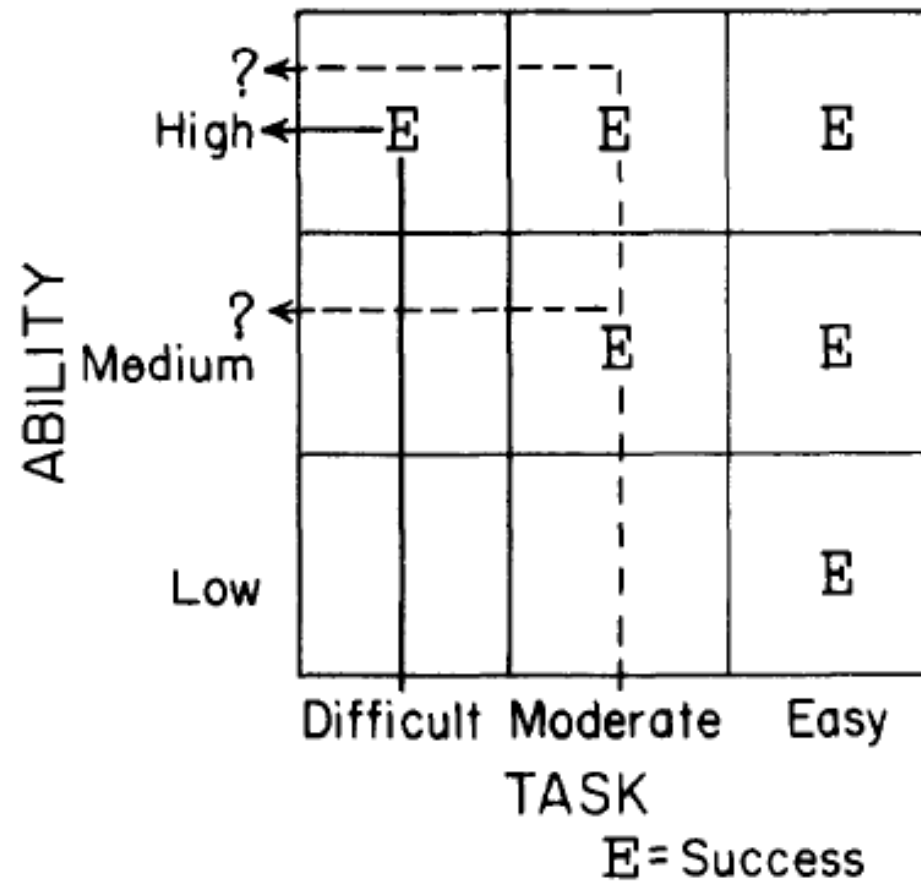 ?
High E E E
ABILITY
?
Medium E E
Low E
Difficult Moderate Easy
TASK
E = Success